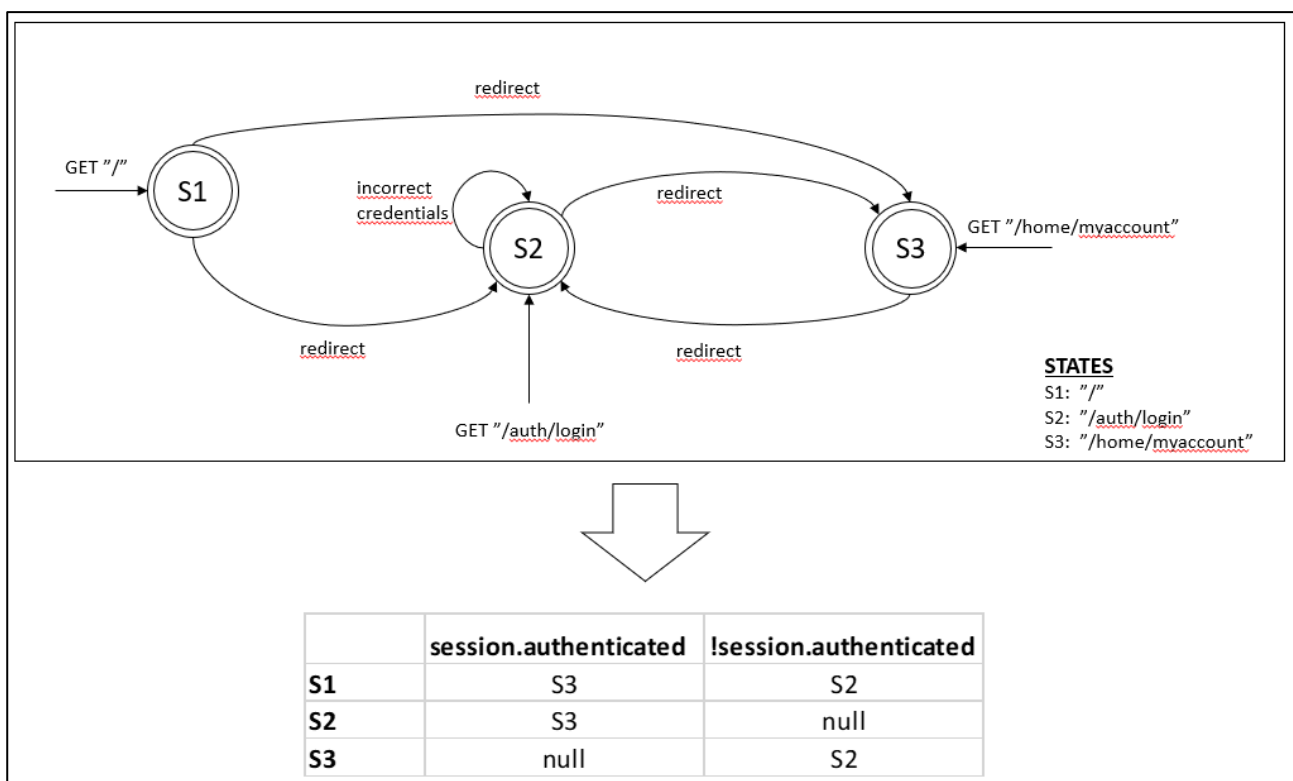 redirect
GET ”/”
S1
incorrect
credentials
redirect
S2
S3
GET ”/home/myaccount”
redirect
redirect
GET ”/auth/login”
STATES
S1: ”/”
S2: ”/auth/login”
S3: ”/home/myaccount”
session.authenticated !session.authenticated
S1 S3 S2
S2 S3 null
S3 null S2